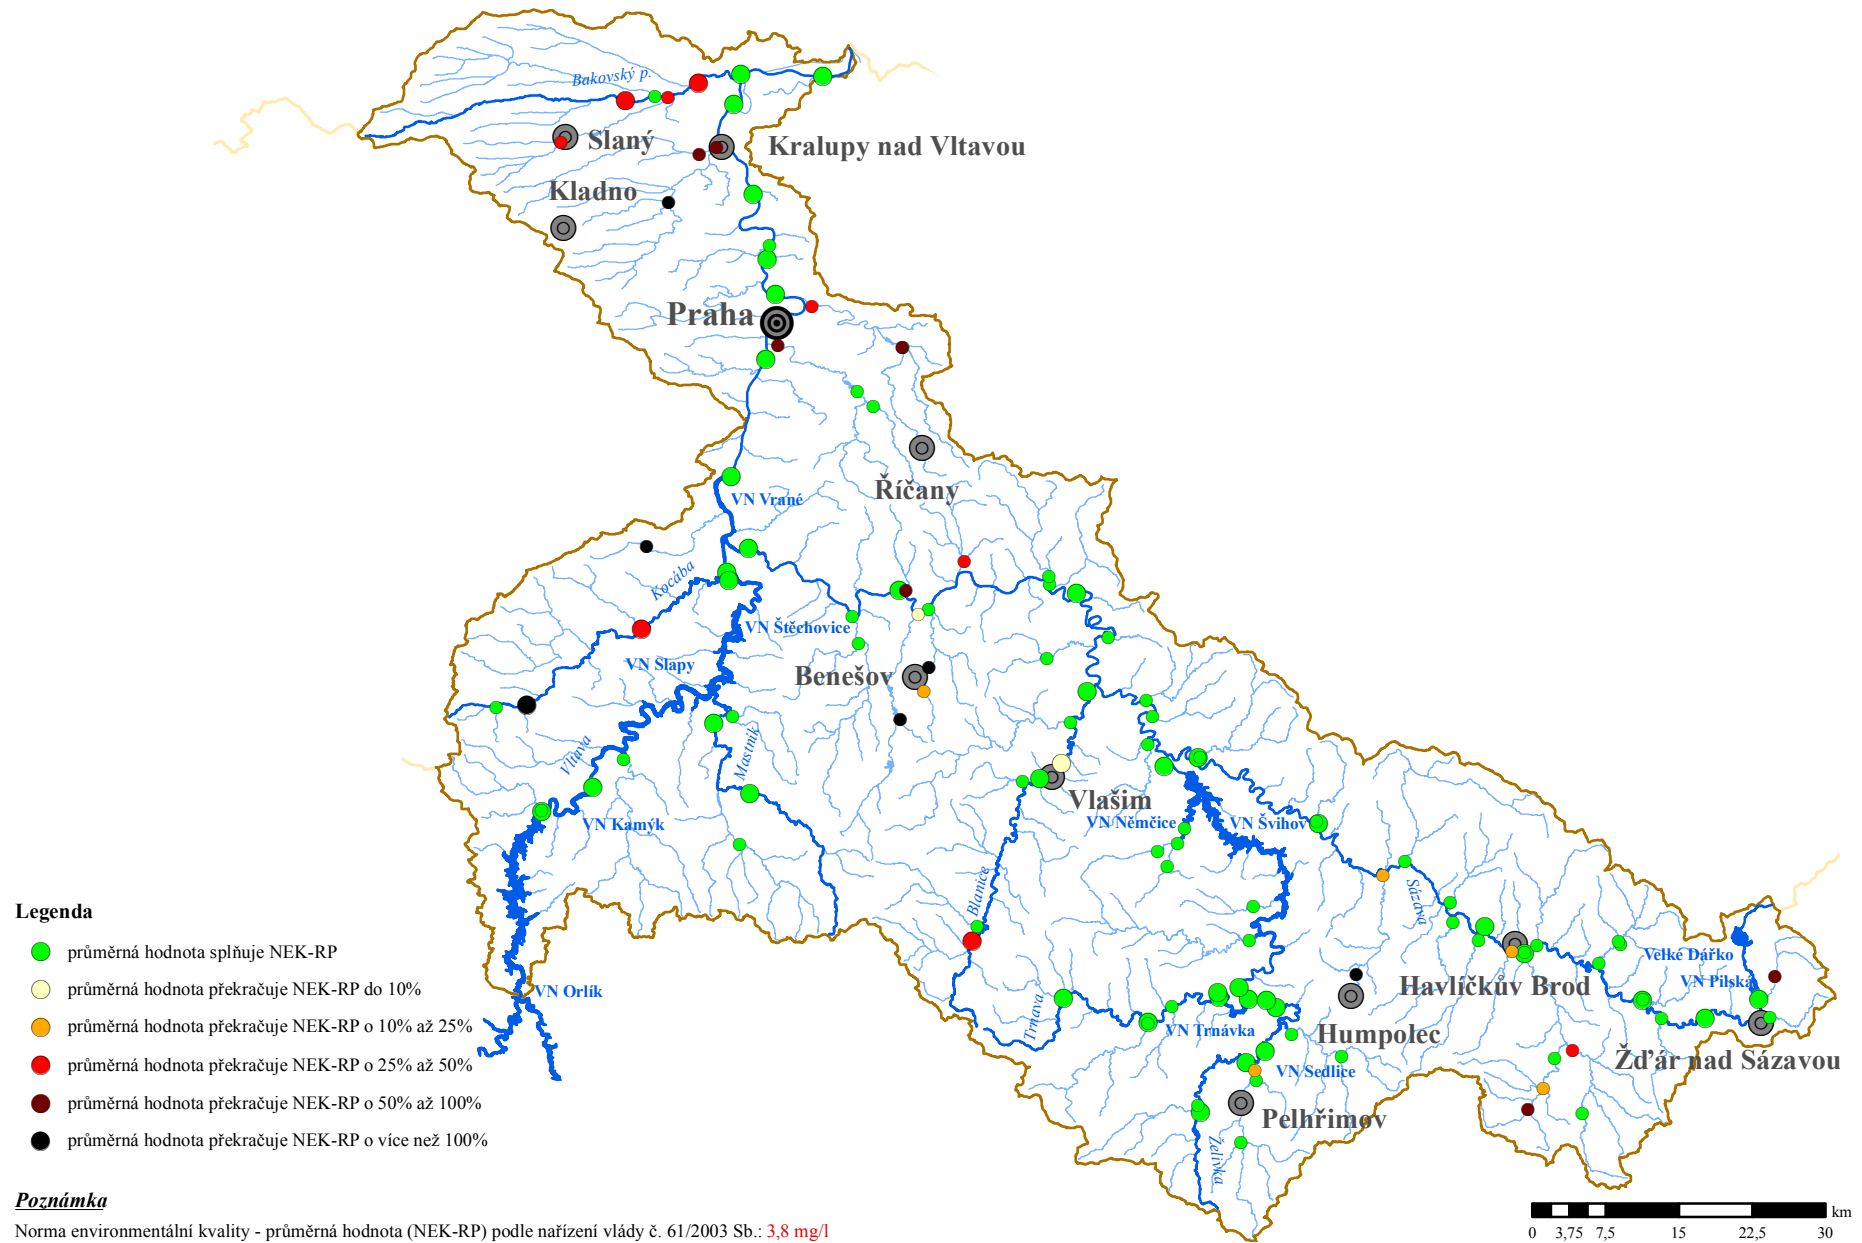 Bakovský p.
Slaný
Kralupy nad Vltavou
Kladno
Praha
Říčany
VN Vrané
Kocába
VN Štěchovice
VN Slapy
Benešov
Mastník
Vltava
VN Kamýk
Vlašim
VN Němčice
VN Švihov
Blanice
Sázava
Velké Dářko
VN Pilská
Havlíčkův Brod
VN Orlík
Trnava
VN Trnávka
Humpolec
Žďár nad Sázavou
VN Sedlice
Pelhřimov
Želivka
Legenda
průměrná hodnota splňuje NEK-RP
průměrná hodnota překračuje NEK-RP do 10%
průměrná hodnota překračuje NEK-RP o 10% až 25%
průměrná hodnota překračuje NEK-RP o 25% až 50%
průměrná hodnota překračuje NEK-RP o 50% až 100%
průměrná hodnota překračuje NEK-RP o více než 100%
Poznámka
Norma environmentální kvality - průměrná hodnota (NEK-RP) podle nařízení vlády č. 61/2003 Sb.: 3,8 mg/l
km
0 3,75 7,5 15 22,5 30